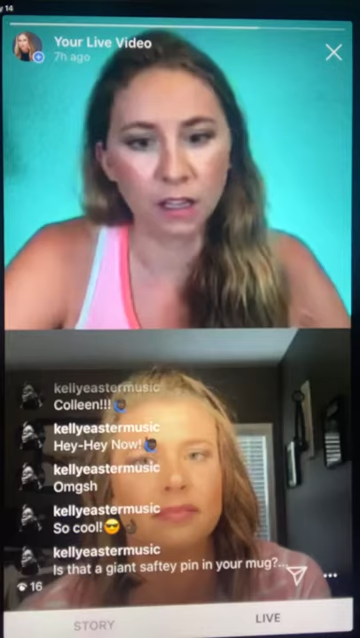 y 14
Your Live Video
7h ago
kellyeastermusic
Colleen!!!
kellyeastermusic
Hey-Hey Now!
kellyeastermusic
Omgsh
kellyeastermusic
So cool!😎
kellyeastermusic
Is that a giant saftey pin in your mug?...
16
STORY
LIVE